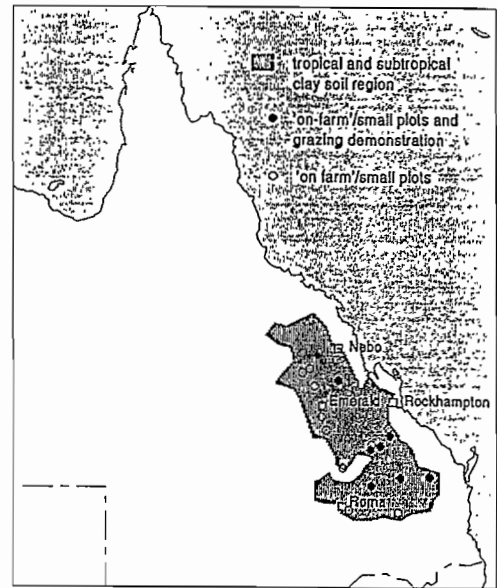 tropical and subtropical
clay soil region
'on-farm'/small plots and
grazing demonstration
'on farm'/small plots
Nebo
Emerald
Rockhampton
Roma